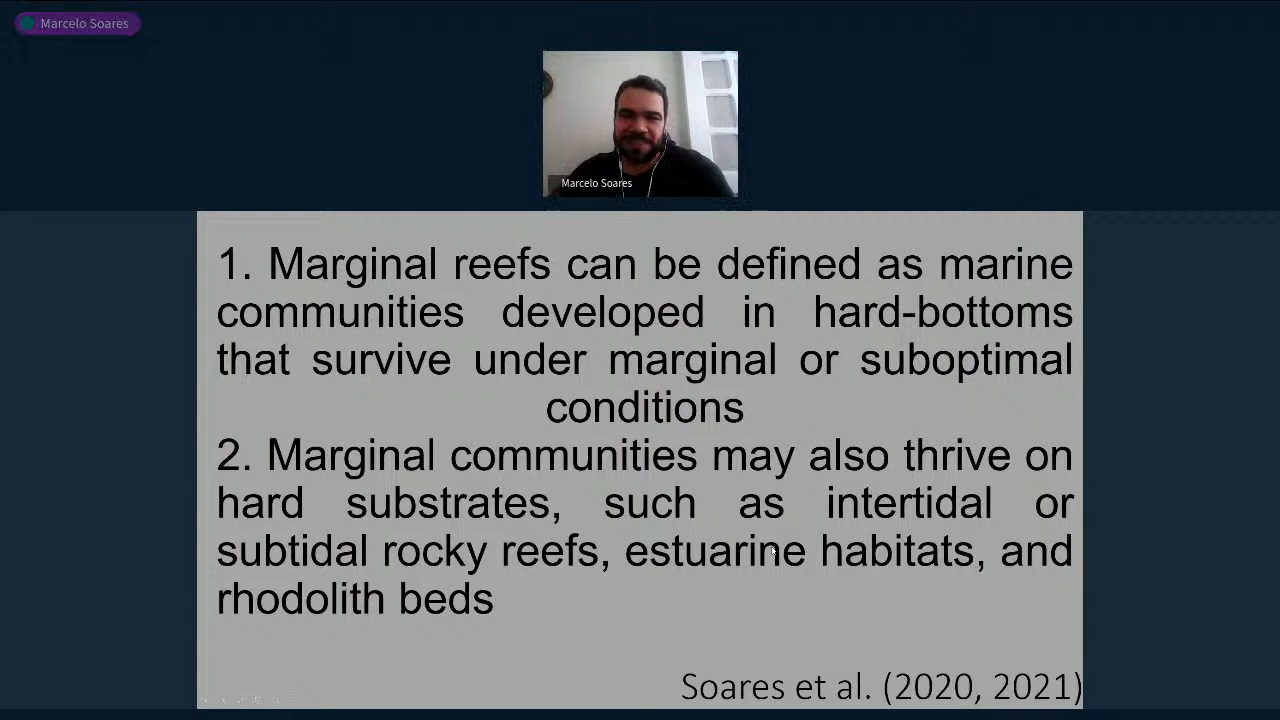 Marcelo Soares
Marcelo Soares
1. Marginal reefs can be defined as marine
communities developed in hard-bottoms
that survive under marginal or suboptimal
conditions
2. Marginal communities may also thrive on
hard substrates, such as intertidal or
subtidal rocky reefs, estuarine habitats, and
rhodolith beds
Soares et al. (2020, 2021)